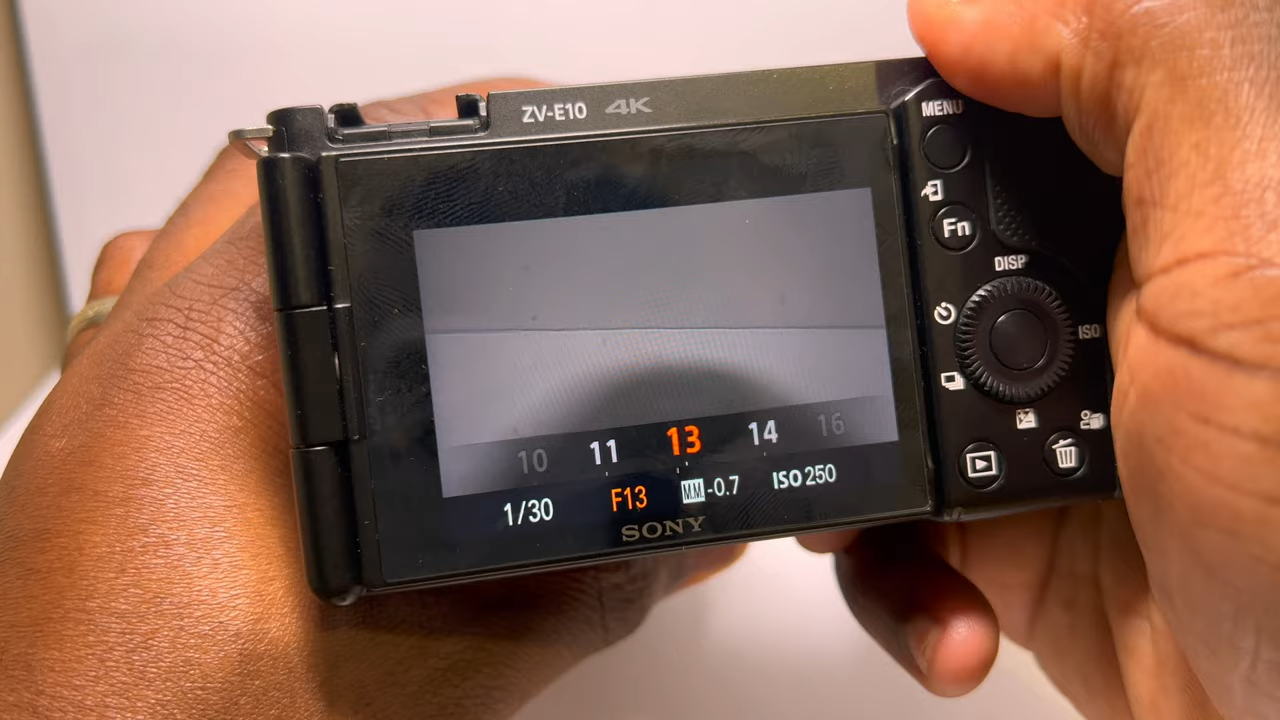 ZV-E10 4K
MENU
Fn
DISP
ISO
10 11 13 14 16
1/30 F13 M.M. -0.7 ISO 250
SONY